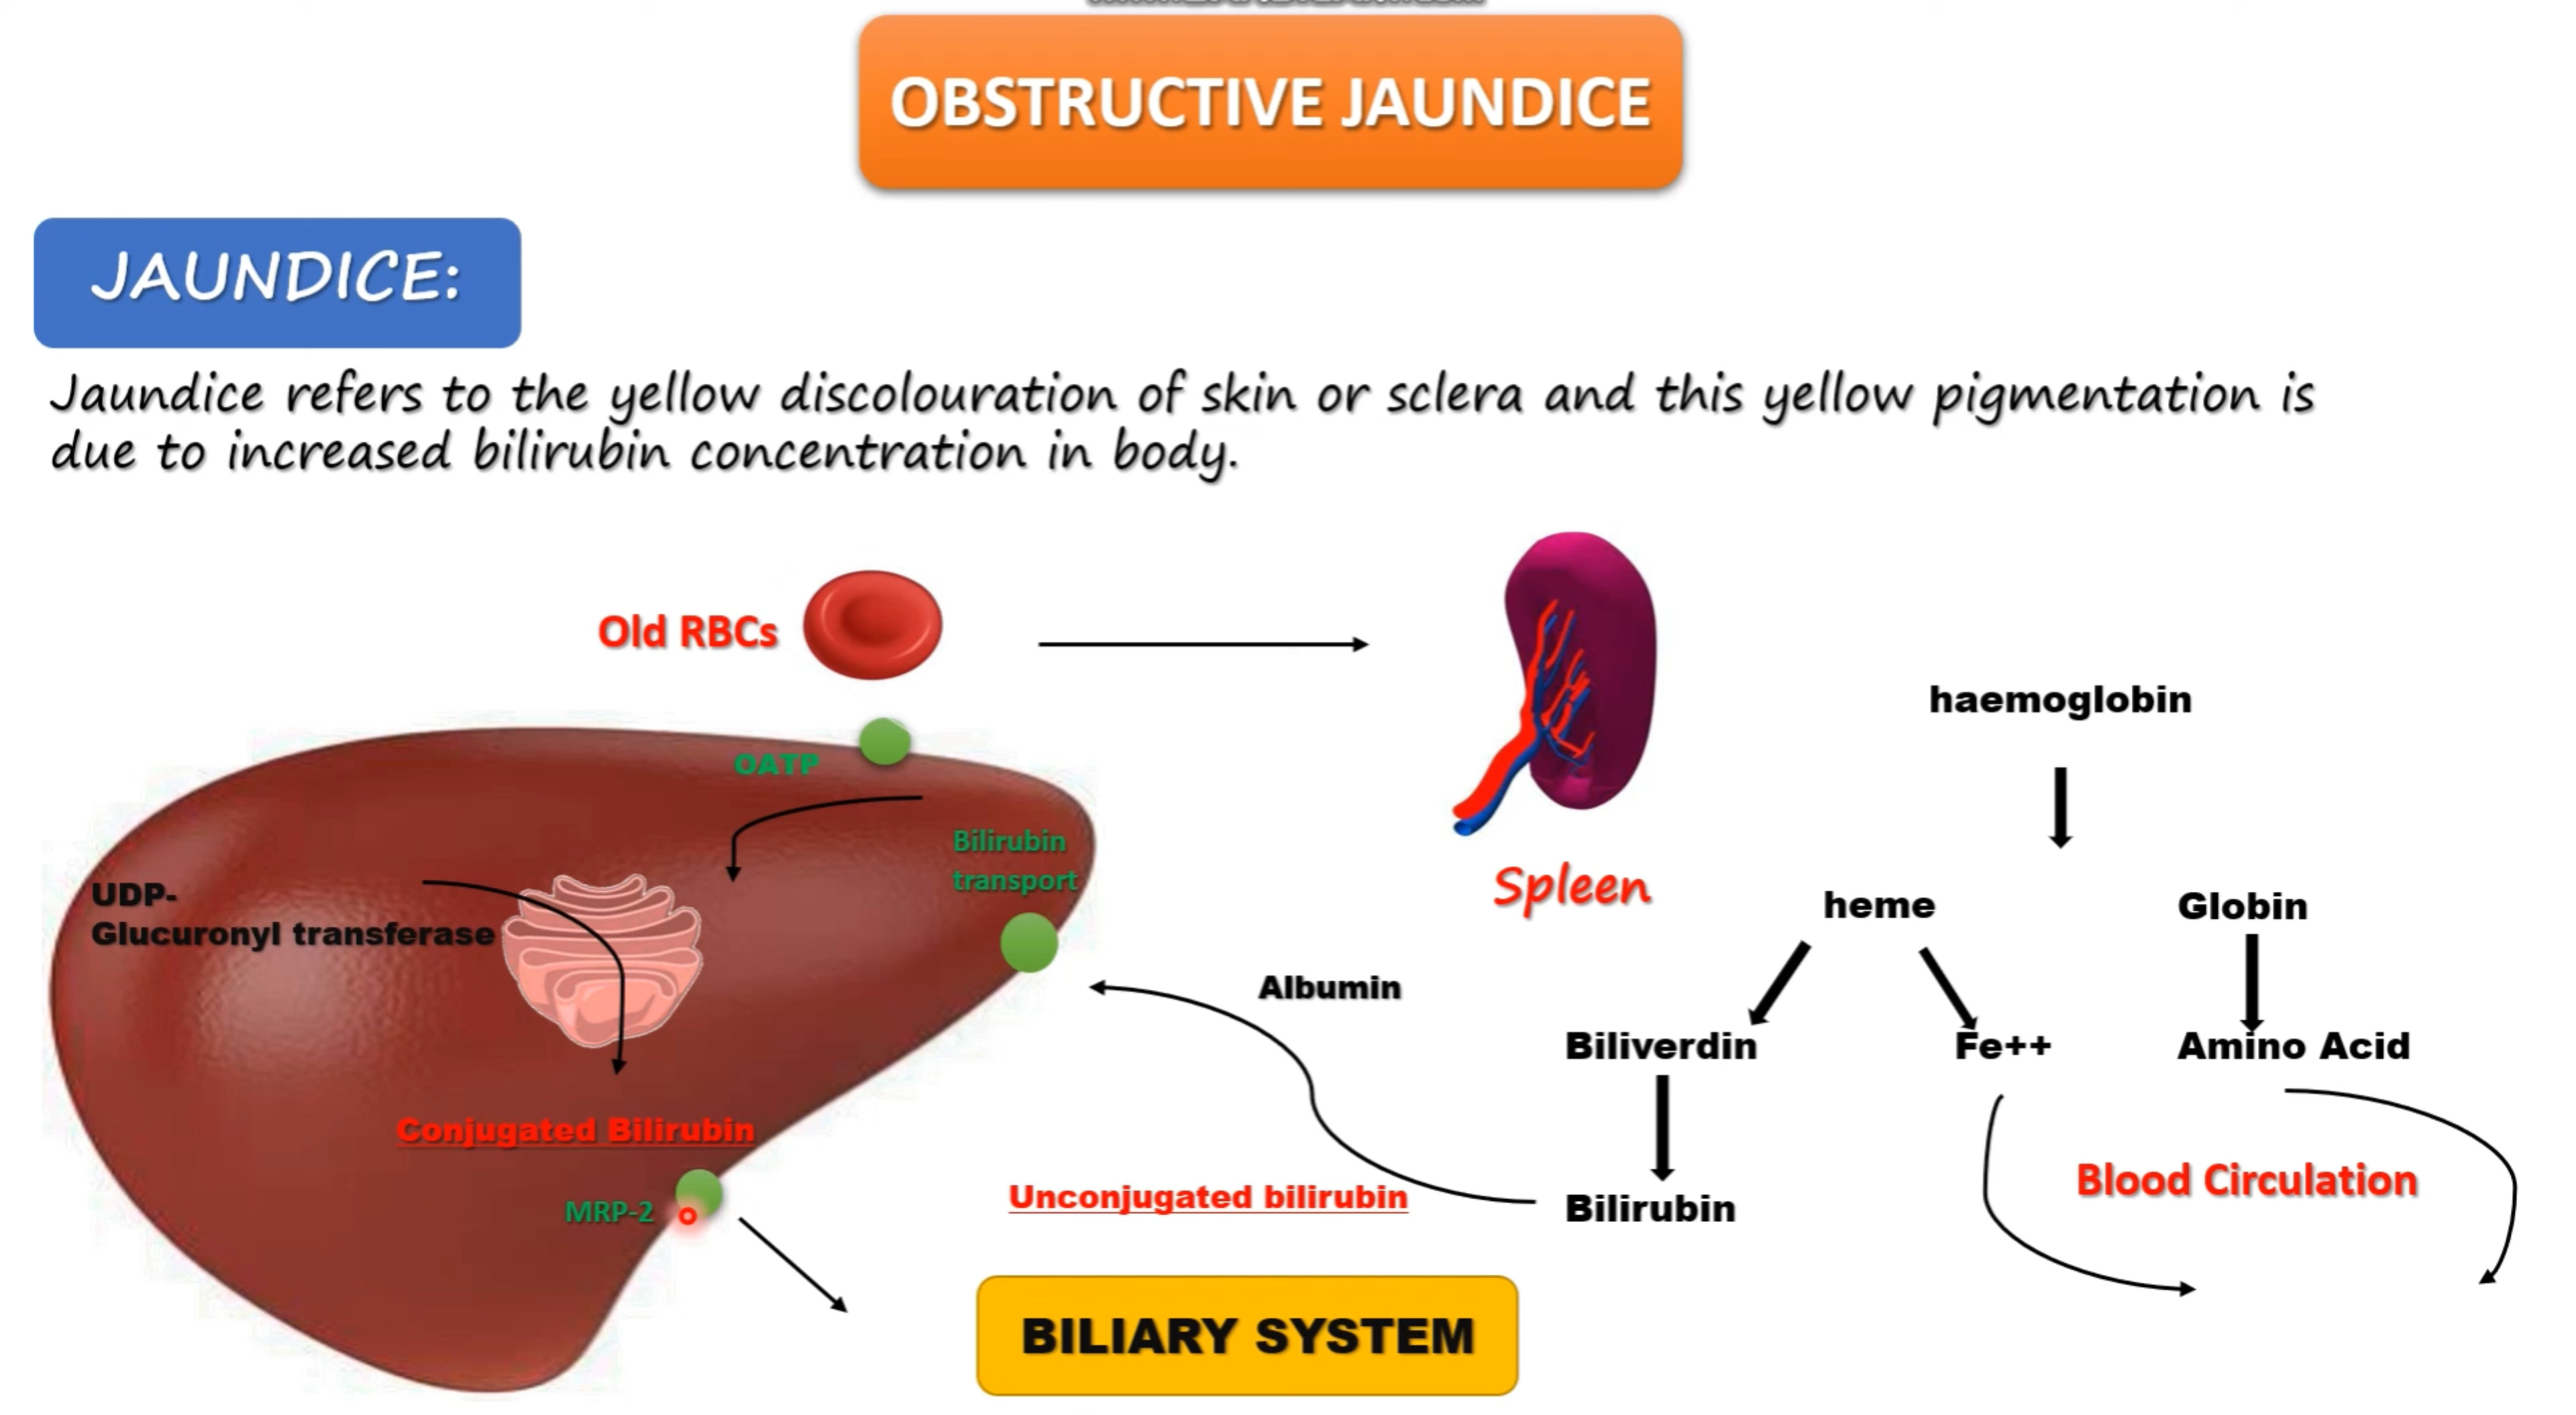 OBSTRUCTIVE JAUNDICE
JAUNDICE:
Jaundice refers to the yellow discolouration of skin or sclera and this yellow pigmentation is
due to increased bilirubin concentration in body.
Old RBCs
OATP
Bilirubin
transport
UDP-
Glucuronyl transferase
Conjugated Bilirubin
MRP-2
Spleen
Albumin
Unconjugated bilirubin
haemoglobin
heme
Globin
Biliverdin
Fe++
Amino Acid
Bilirubin
Blood Circulation
BILIARY SYSTEM